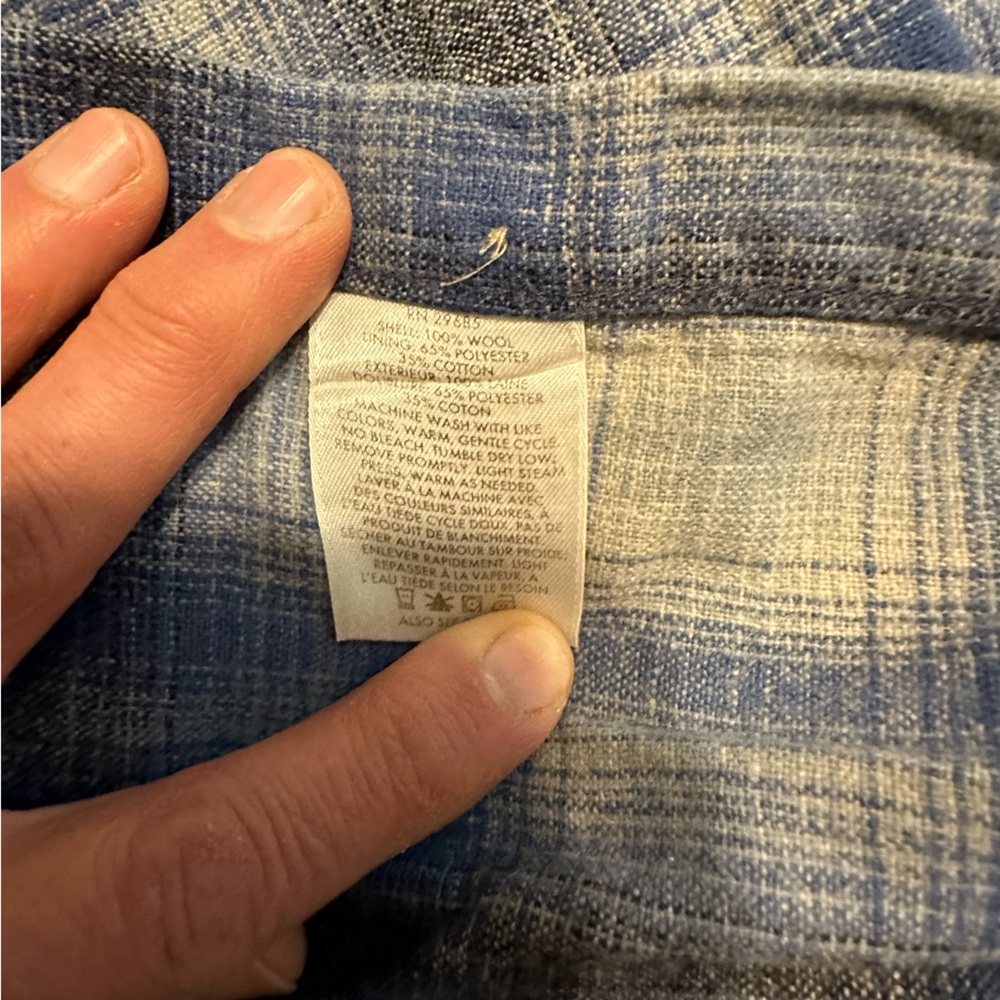 RN 29685
SHELL: 100% WOOL
LINING: 65% POLYESTER
35% COTTON
EXTERIEUR: 100% LAINE
DOUBLURE: 65% POLYESTER
35% COTON
MACHINE WASH WITH LIKE
COLORS, WARM, GENTLE CYCLE.
NO BLEACH. TUMBLE DRY LOW.
REMOVE PROMPTLY. LIGHT STEAM
PRESS, WARM AS NEEDED.
LAVER À LA MACHINE AVEC
DES COULEURS SIMILAIRES, À
L'EAU TIEDE CYCLE DOUX. PAS DE
PRODUIT DE BLANCHIMENT.
SÉCHER AU TAMBOUR SUR FROIDE.
ENLEVER RAPIDEMENT. LIGHT
REPASSER À LA VAPEUR, A
L'EAU TIEDE SELON LE BESOIN
ALSO